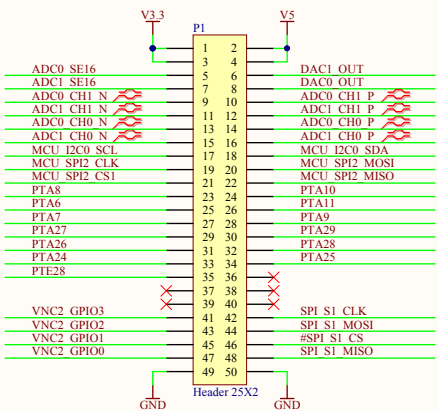 V3.3 V5
P1
1 2
3 4
ADC0_SE16 5 6 DAC1_OUT
ADC1_SE16 7 8 DAC0_OUT
ADC0_CH1_N 9 10 ADC0_CH1_P
ADC1_CH1_N 11 12 ADC1_CH1_P
ADC0_CH0_N 13 14 ADC0_CH0_P
ADC1_CH0_N 15 16 ADC1_CH0_P
MCU_I2C0_SCL 17 18 MCU_I2C0_SDA
MCU_SPI2_CLK 19 20 MCU_SPI2_MOSI
MCU_SPI2_CS1 21 22 MCU_SPI2_MISO
PTA8 23 24 PTA10
PTA6 25 26 PTA11
PTA7 27 28 PTA9
PTA27 29 30 PTA29
PTA26 31 32 PTA28
PTA24 33 34 PTA25
PTE28 35 36
37 38
39 40
VNC2_GPIO3 41 42 SPI_S1_CLK
VNC2_GPIO2 43 44 SPI_S1_MOSI
VNC2_GPIO1 45 46 #SPI_S1_CS
VNC2_GPIO0 47 48 SPI_S1_MISO
49 50
Header 25X2
GND GND